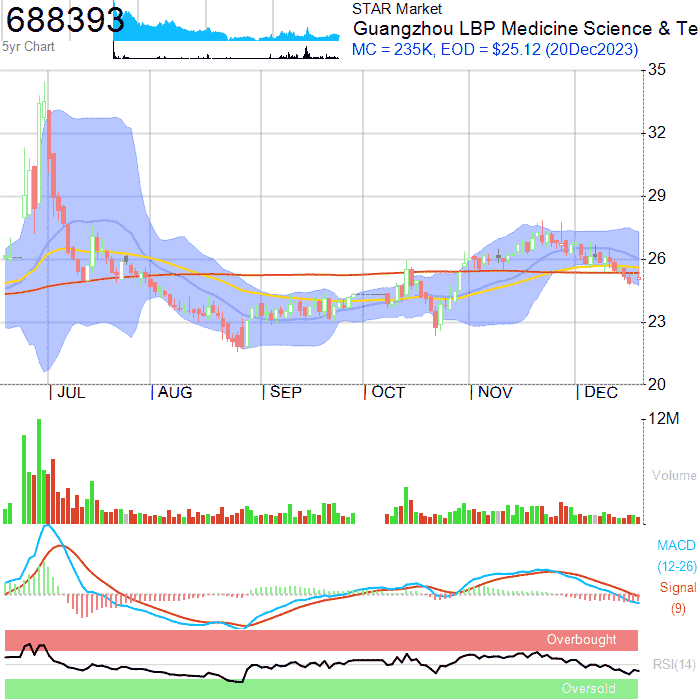 688393
5yr Chart
STAR Market
Guangzhou LBP Medicine Science & Te
MC = 235K, EOD = $25.12 (20Dec2023)
35
32
29
26
23
20
JUL AUG SEP OCT NOV DEC
12M
Volume
MACD
(12-26)
Signal
(9)
Overbought
RSI(14)
Oversold